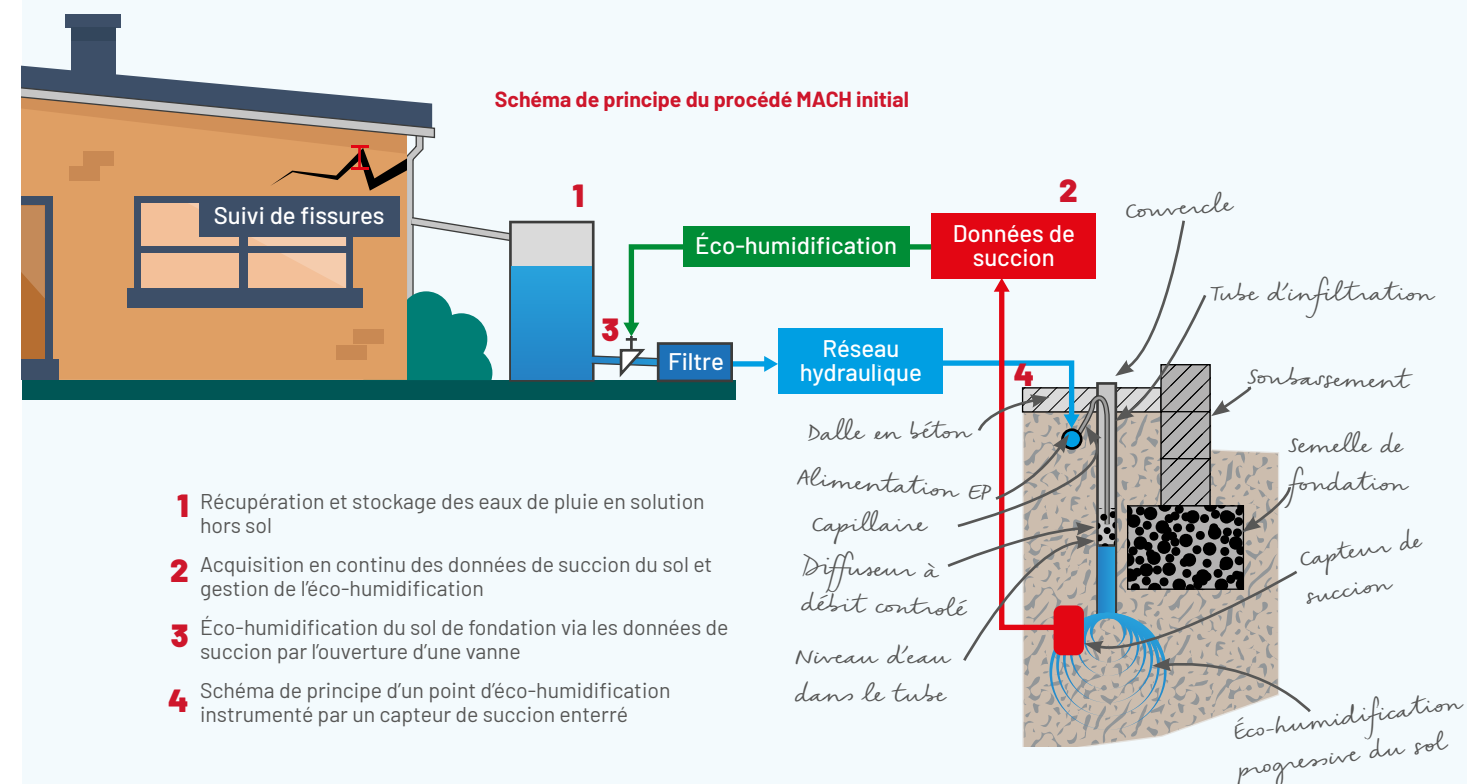 Schéma de principe du procédé MACH initial
Suivi de fissures
1
2
Éco-humidification
Données de
succion
3
Filtre
Réseau
hydraulique
4
Couvercle
Tube d'infiltration
Soubassement
Semelle de
fondation
Capteur de
succion
Éco-humidification
progressive du sol
Dalle en béton
Alimentation EP
Capillaire
Diffuseur à
débit controlé
Niveau d'eau
dans le tube
1 Récupération et stockage des eaux de pluie en solution
hors sol
2 Acquisition en continu des données de succion du sol et
gestion de l'éco-humidification
3 Éco-humidification du sol de fondation via les données de
succion par l'ouverture d'une vanne
4 Schéma de principe d'un point d'éco-humidification
instrumenté par un capteur de succion enterré